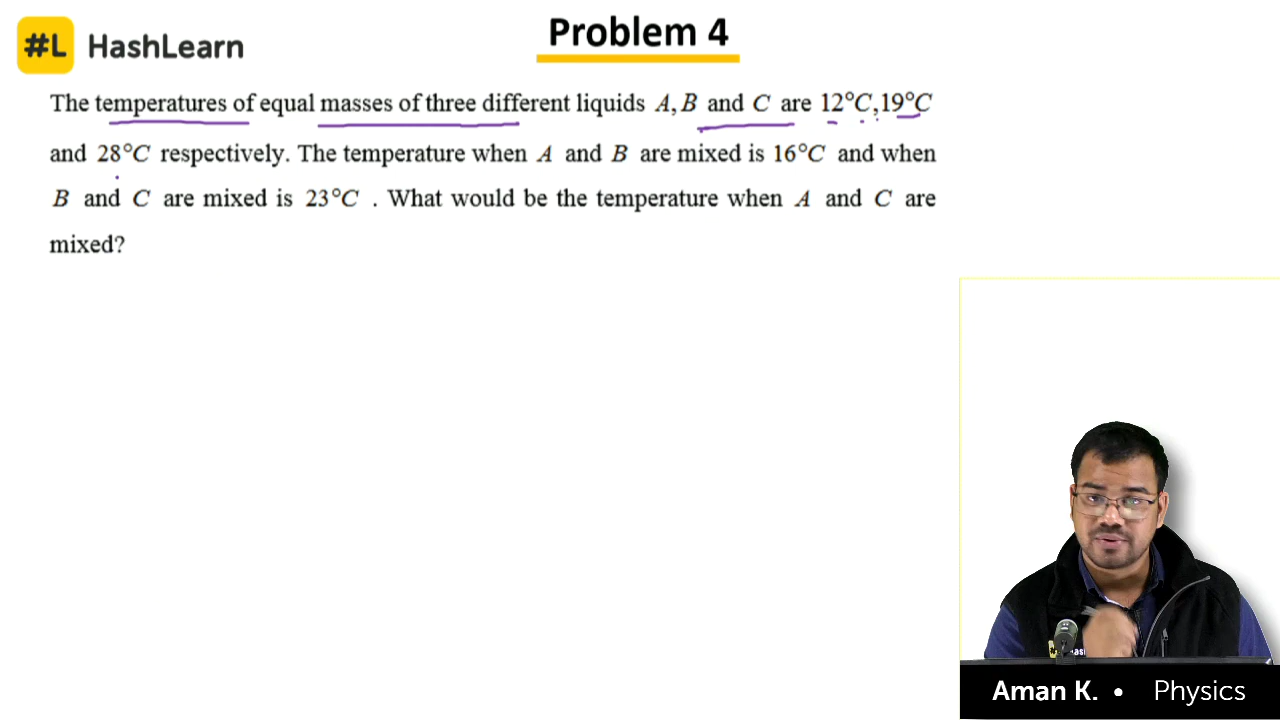 #L HashLearn
Problem 4
The temperatures of equal masses of three different liquids A, B and C are 12°C,19°C
and 28°C respectively. The temperature when A and B are mixed is 16°C and when
B and C are mixed is 23°C . What would be the temperature when A and C are
mixed?
Aman K. • Physics